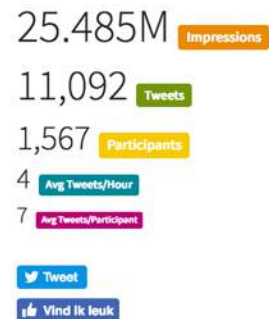 25.485M Impressions
11,092 Tweets
1,567 Participants
4 Avg Tweets/Hour
7 Avg Tweets/Participant
Tweet
Vind ik leuk